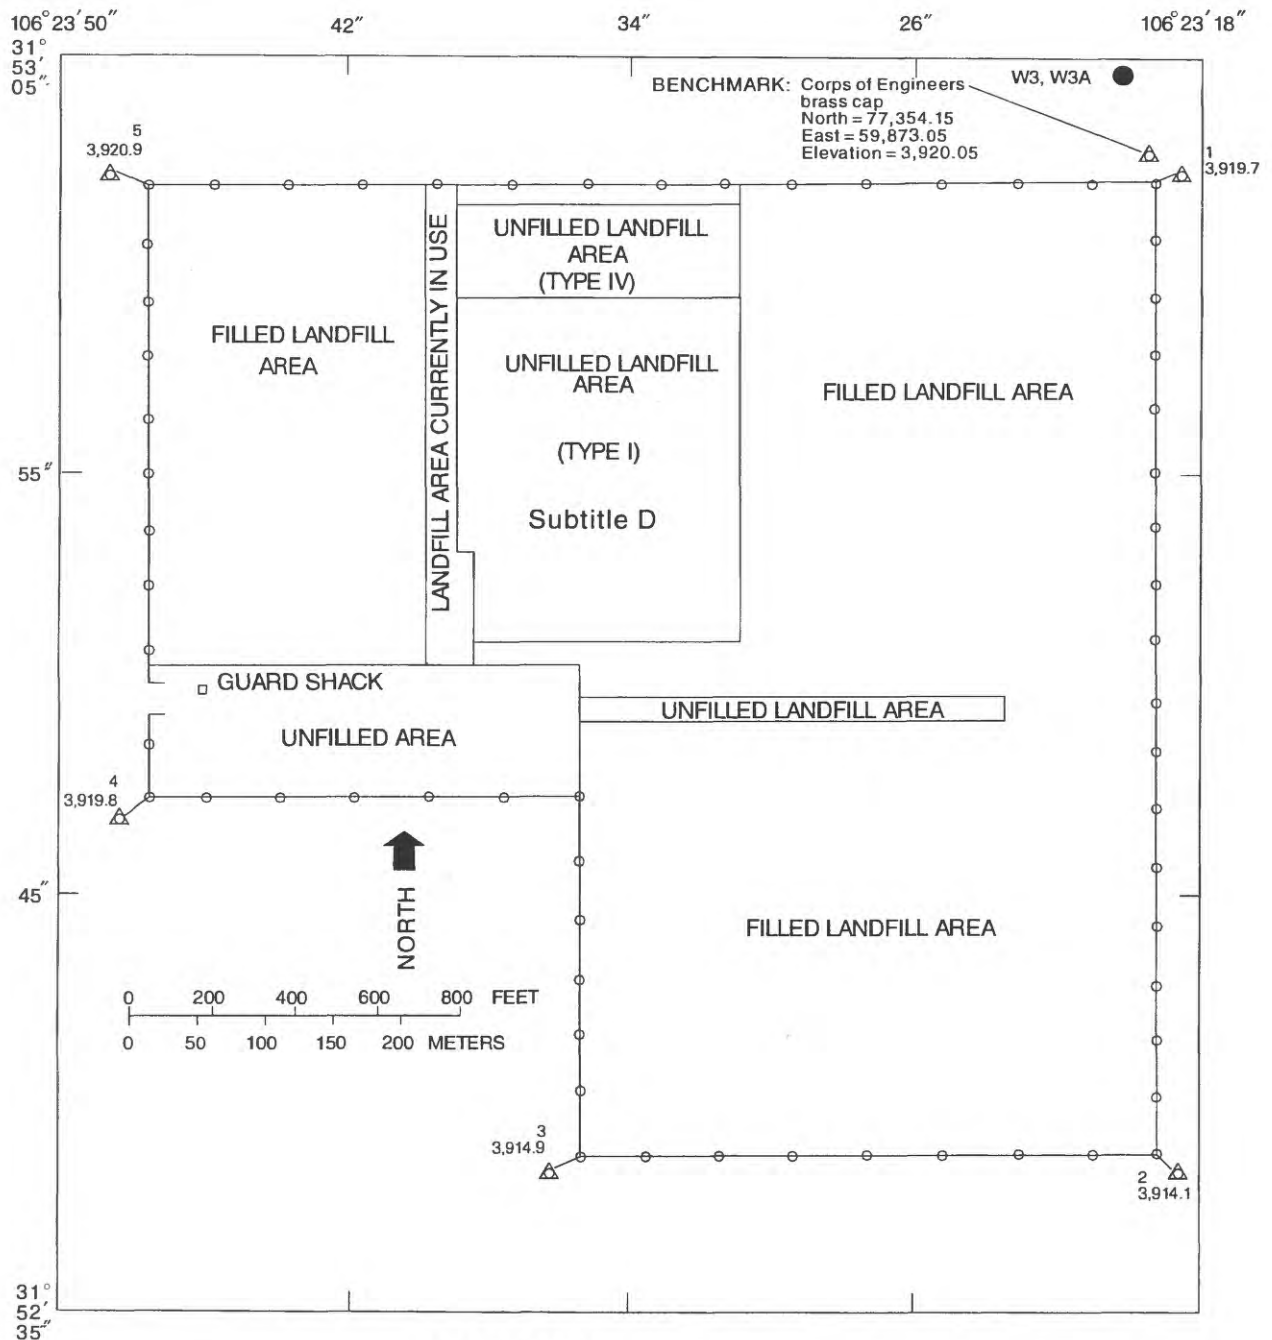 106°23′50″
42″
34″
26″
106°23′18″
31°
53′
05″
BENCHMARK: Corps of Engineers
brass cap
North = 77,354.15
East = 59,873.05
Elevation = 3,920.05
W3, W3A
5
3,920.9
1
3,919.7
LANDFILL AREA CURRENTLY IN USE
UNFILLED LANDFILL
AREA
(TYPE IV)
FILLED LANDFILL
AREA
UNFILLED LANDFILL
AREA
(TYPE I)
Subtitle D
FILLED LANDFILL AREA
55″
GUARD SHACK
UNFILLED AREA
UNFILLED LANDFILL AREA
4
3,919.8
45″
NORTH
FILLED LANDFILL AREA
0 200 400 600 800 FEET
0 50 100 150 200 METERS
3
3,914.9
2
3,914.1
31°
52′
35″